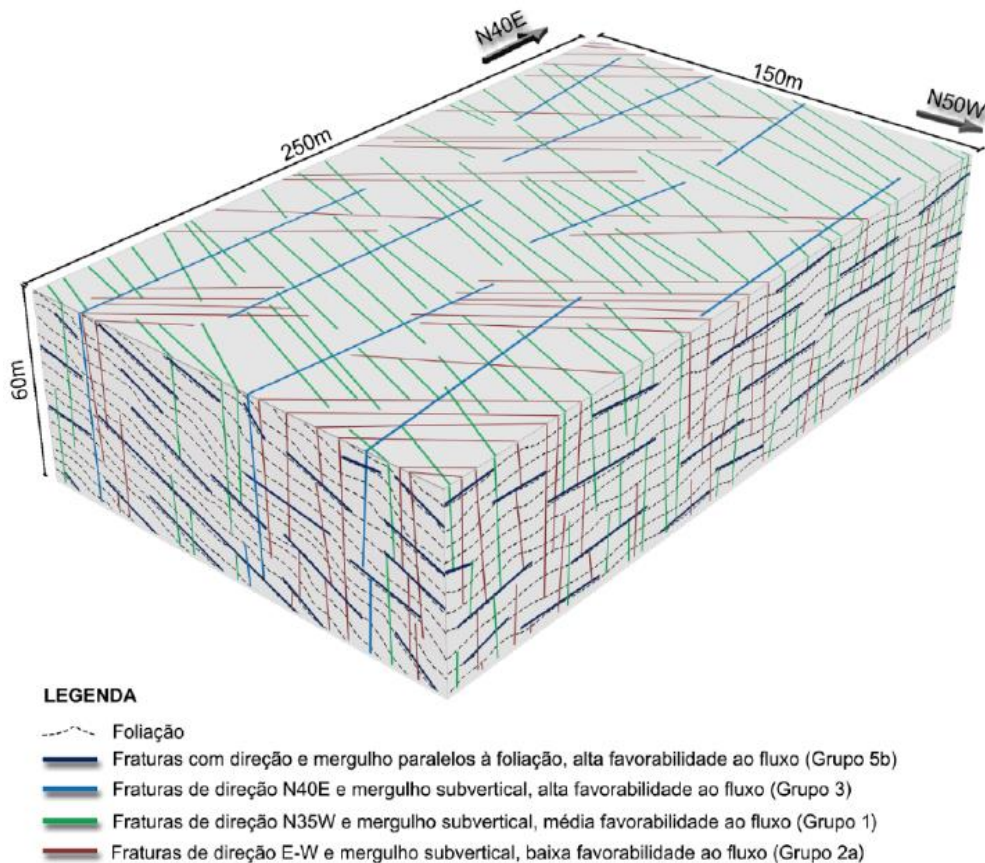 N40E
150m
N50W
250m
60m
LEGENDA
Foliação
Fraturas com direção e mergulho paralelos à foliação, alta favorabilidade ao fluxo (Grupo 5b)
Fraturas de direção N40E e mergulho subvertical, alta favorabilidade ao fluxo (Grupo 3)
Fraturas de direção N35W e mergulho subvertical, média favorabilidade ao fluxo (Grupo 1)
Fraturas de direção E-W e mergulho subvertical, baixa favorabilidade ao fluxo (Grupo 2a)